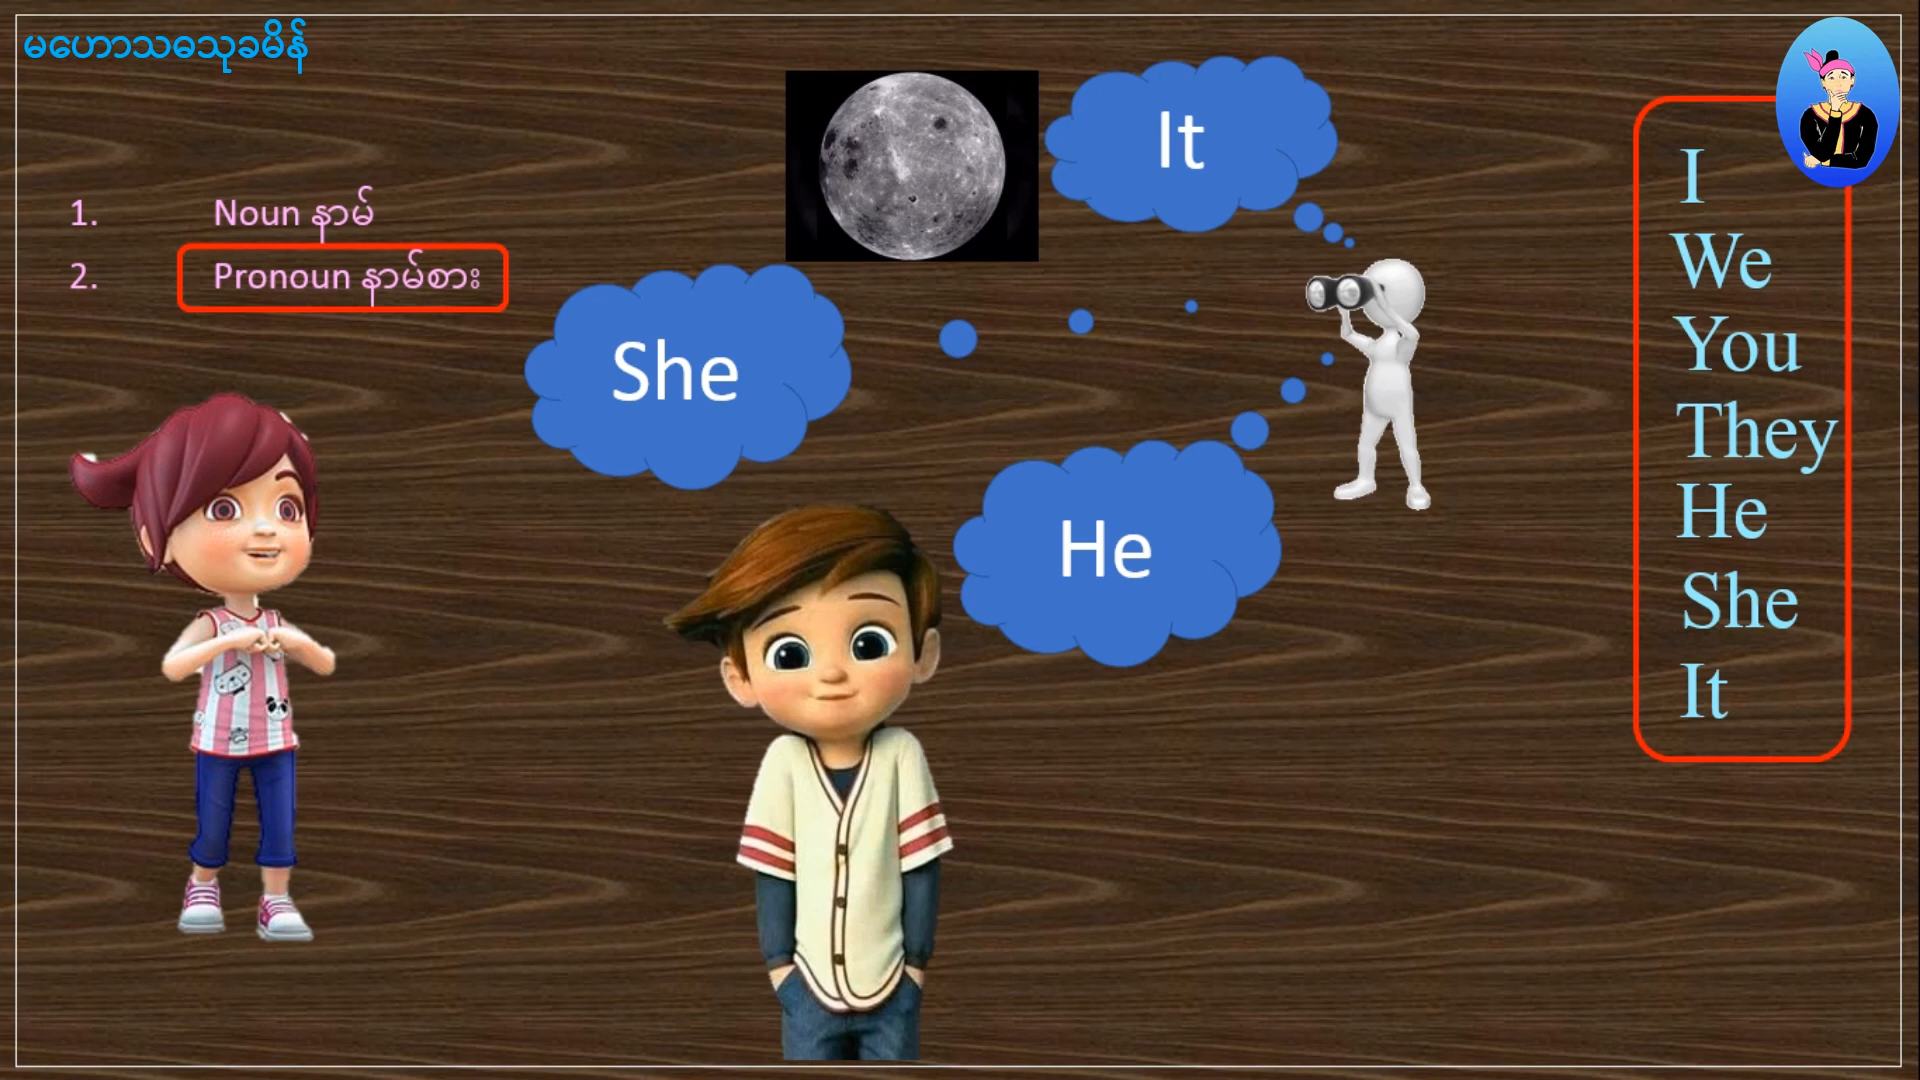 မဟောသဓသုခမိန်
1. Noun နာမ်
2. Pronoun နာမ်စား
It
She
He
I
We
You
They
He
She
It